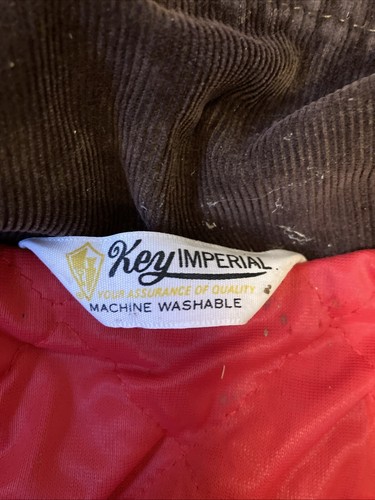 Key IMPERIAL
YOUR ASSURANCE OF QUALITY
MACHINE WASHABLE